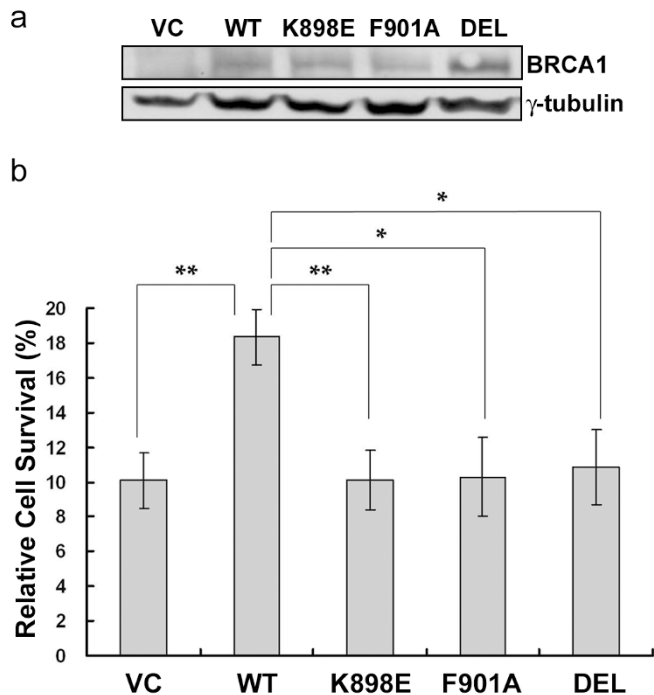 a
VC WT K898E F901A DEL
BRCA1
γ-tubulin
b
*
*
** **
Relative Cell Survival (%)
20
18
16
14
12
10
8
6
4
2
0
VC WT K898E F901A DEL